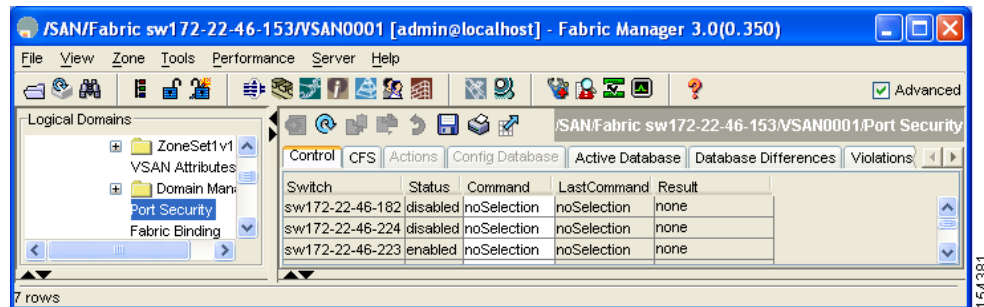 /SAN/Fabric sw172-22-46-153/VSAN0001 [admin@localhost] - Fabric Manager 3.0(0.350)
File View Zone Tools Performance Server Help
Advanced
Logical Domains
ZoneSet1v1
VSAN Attributes
Domain Man
Port Security
Fabric Binding
/SAN/Fabric sw172-22-46-153/VSAN0001/Port Security
Control CFS Actions Config Database Active Database Database Differences Violations
Switch Status Command LastCommand Result
sw172-22-46-182 disabled noSelection noSelection none
sw172-22-46-224 disabled noSelection noSelection none
sw172-22-46-223 enabled noSelection noSelection none
7 rows
154381